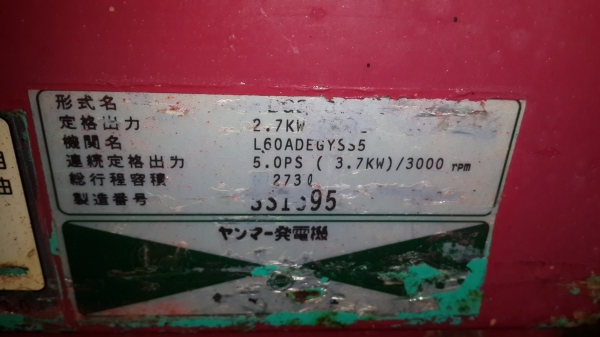 形式名
定格出力 2.7KW
機関名 L60ADEGYSS5
連続定格出力 5.0PS ( 3.7KW)/3000 rpm
総行程容積 273ℓ
製造番号
ヤンマー発電機
油